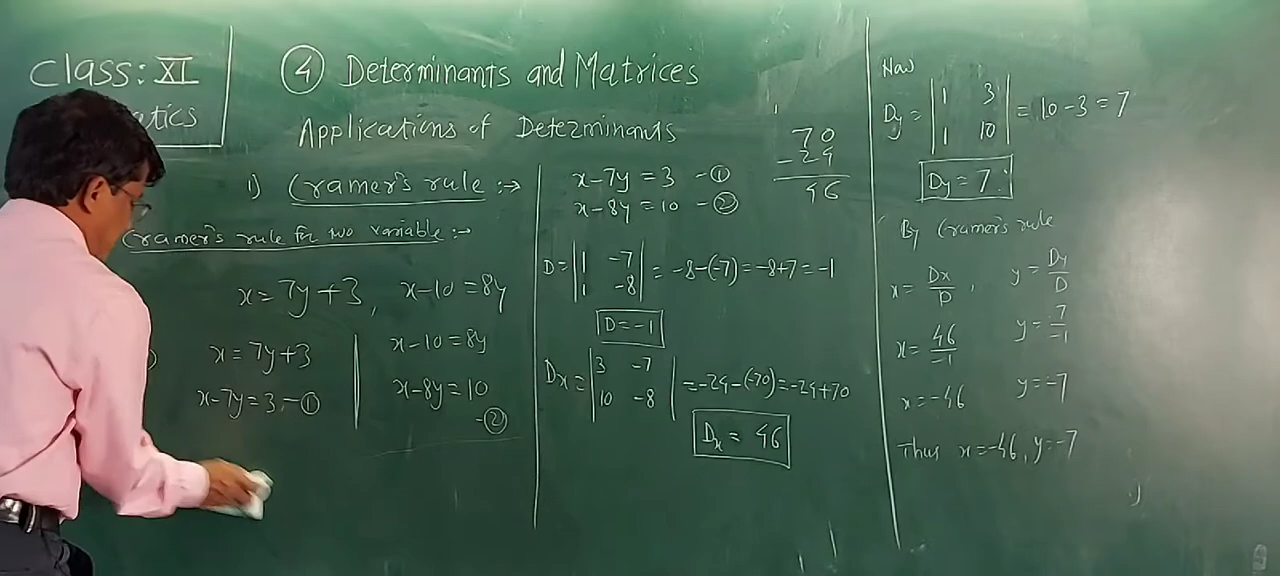 Class: XI
atics
④ Determinants and Matrices
Applications of Determinants
1) Cramer's rule :→
Cramer's rule for two variable :→
x = 7y + 3, x - 10 = 8y
x = 7y + 3
x - 7y = 3 - ①
x - 10 = 8y
x - 8y = 10
- ②
x - 7y = 3 - ①
x - 8y = 10 - ②
70
- 24
46
D = | 1 -7 | = -8 - (-7) = -8 + 7 = -1
| 1 -8 |
D = -1
Dx = | 3 -7 | = -24 - (-70) = -24 + 70
| 10 -8 |
Dx = 46
Now
Dy = | 1 3 | = 10 - 3 = 7
| 1 10 |
Dy = 7
By Cramer's rule
x = Dx/D , y = Dy/D
x = 46/-1 y = 7/-1
x = -46 y = -7
Thus x = -46, y = -7